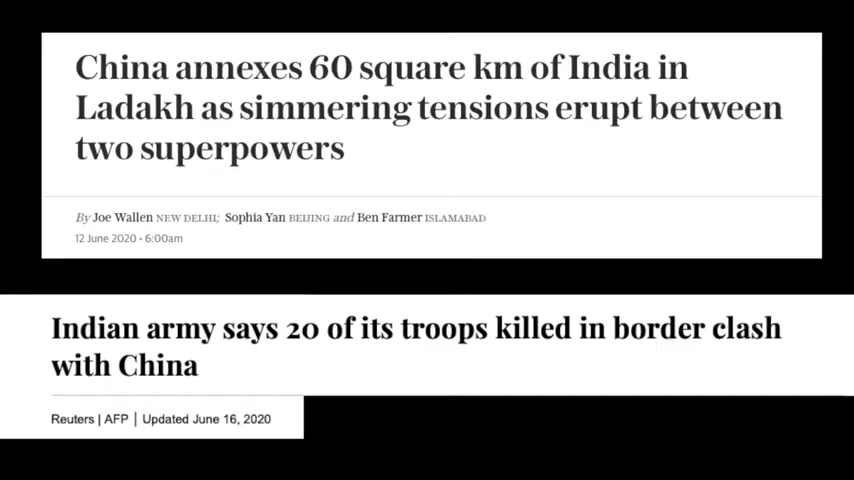 China annexes 60 square km of India in
Ladakh as simmering tensions erupt between
two superpowers
By Joe Wallen NEW DELHI; Sophia Yan BEIJING and Ben Farmer ISLAMABAD
12 June 2020 • 6:00am
Indian army says 20 of its troops killed in border clash
with China
Reuters | AFP | Updated June 16, 2020